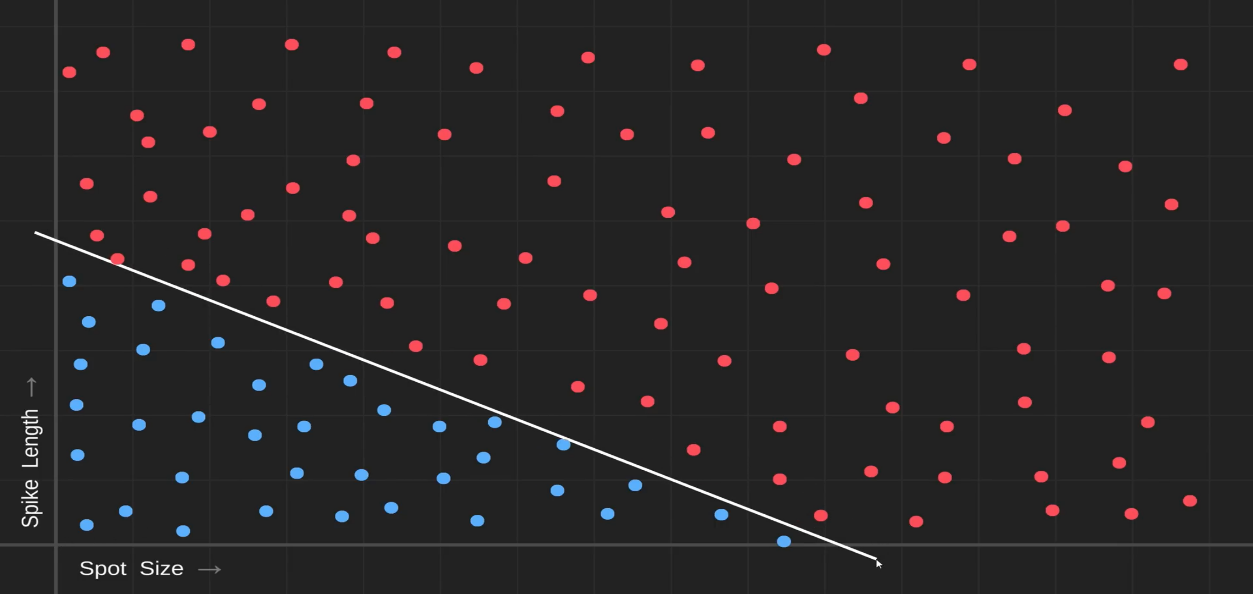 Spike Length →
Spot Size →